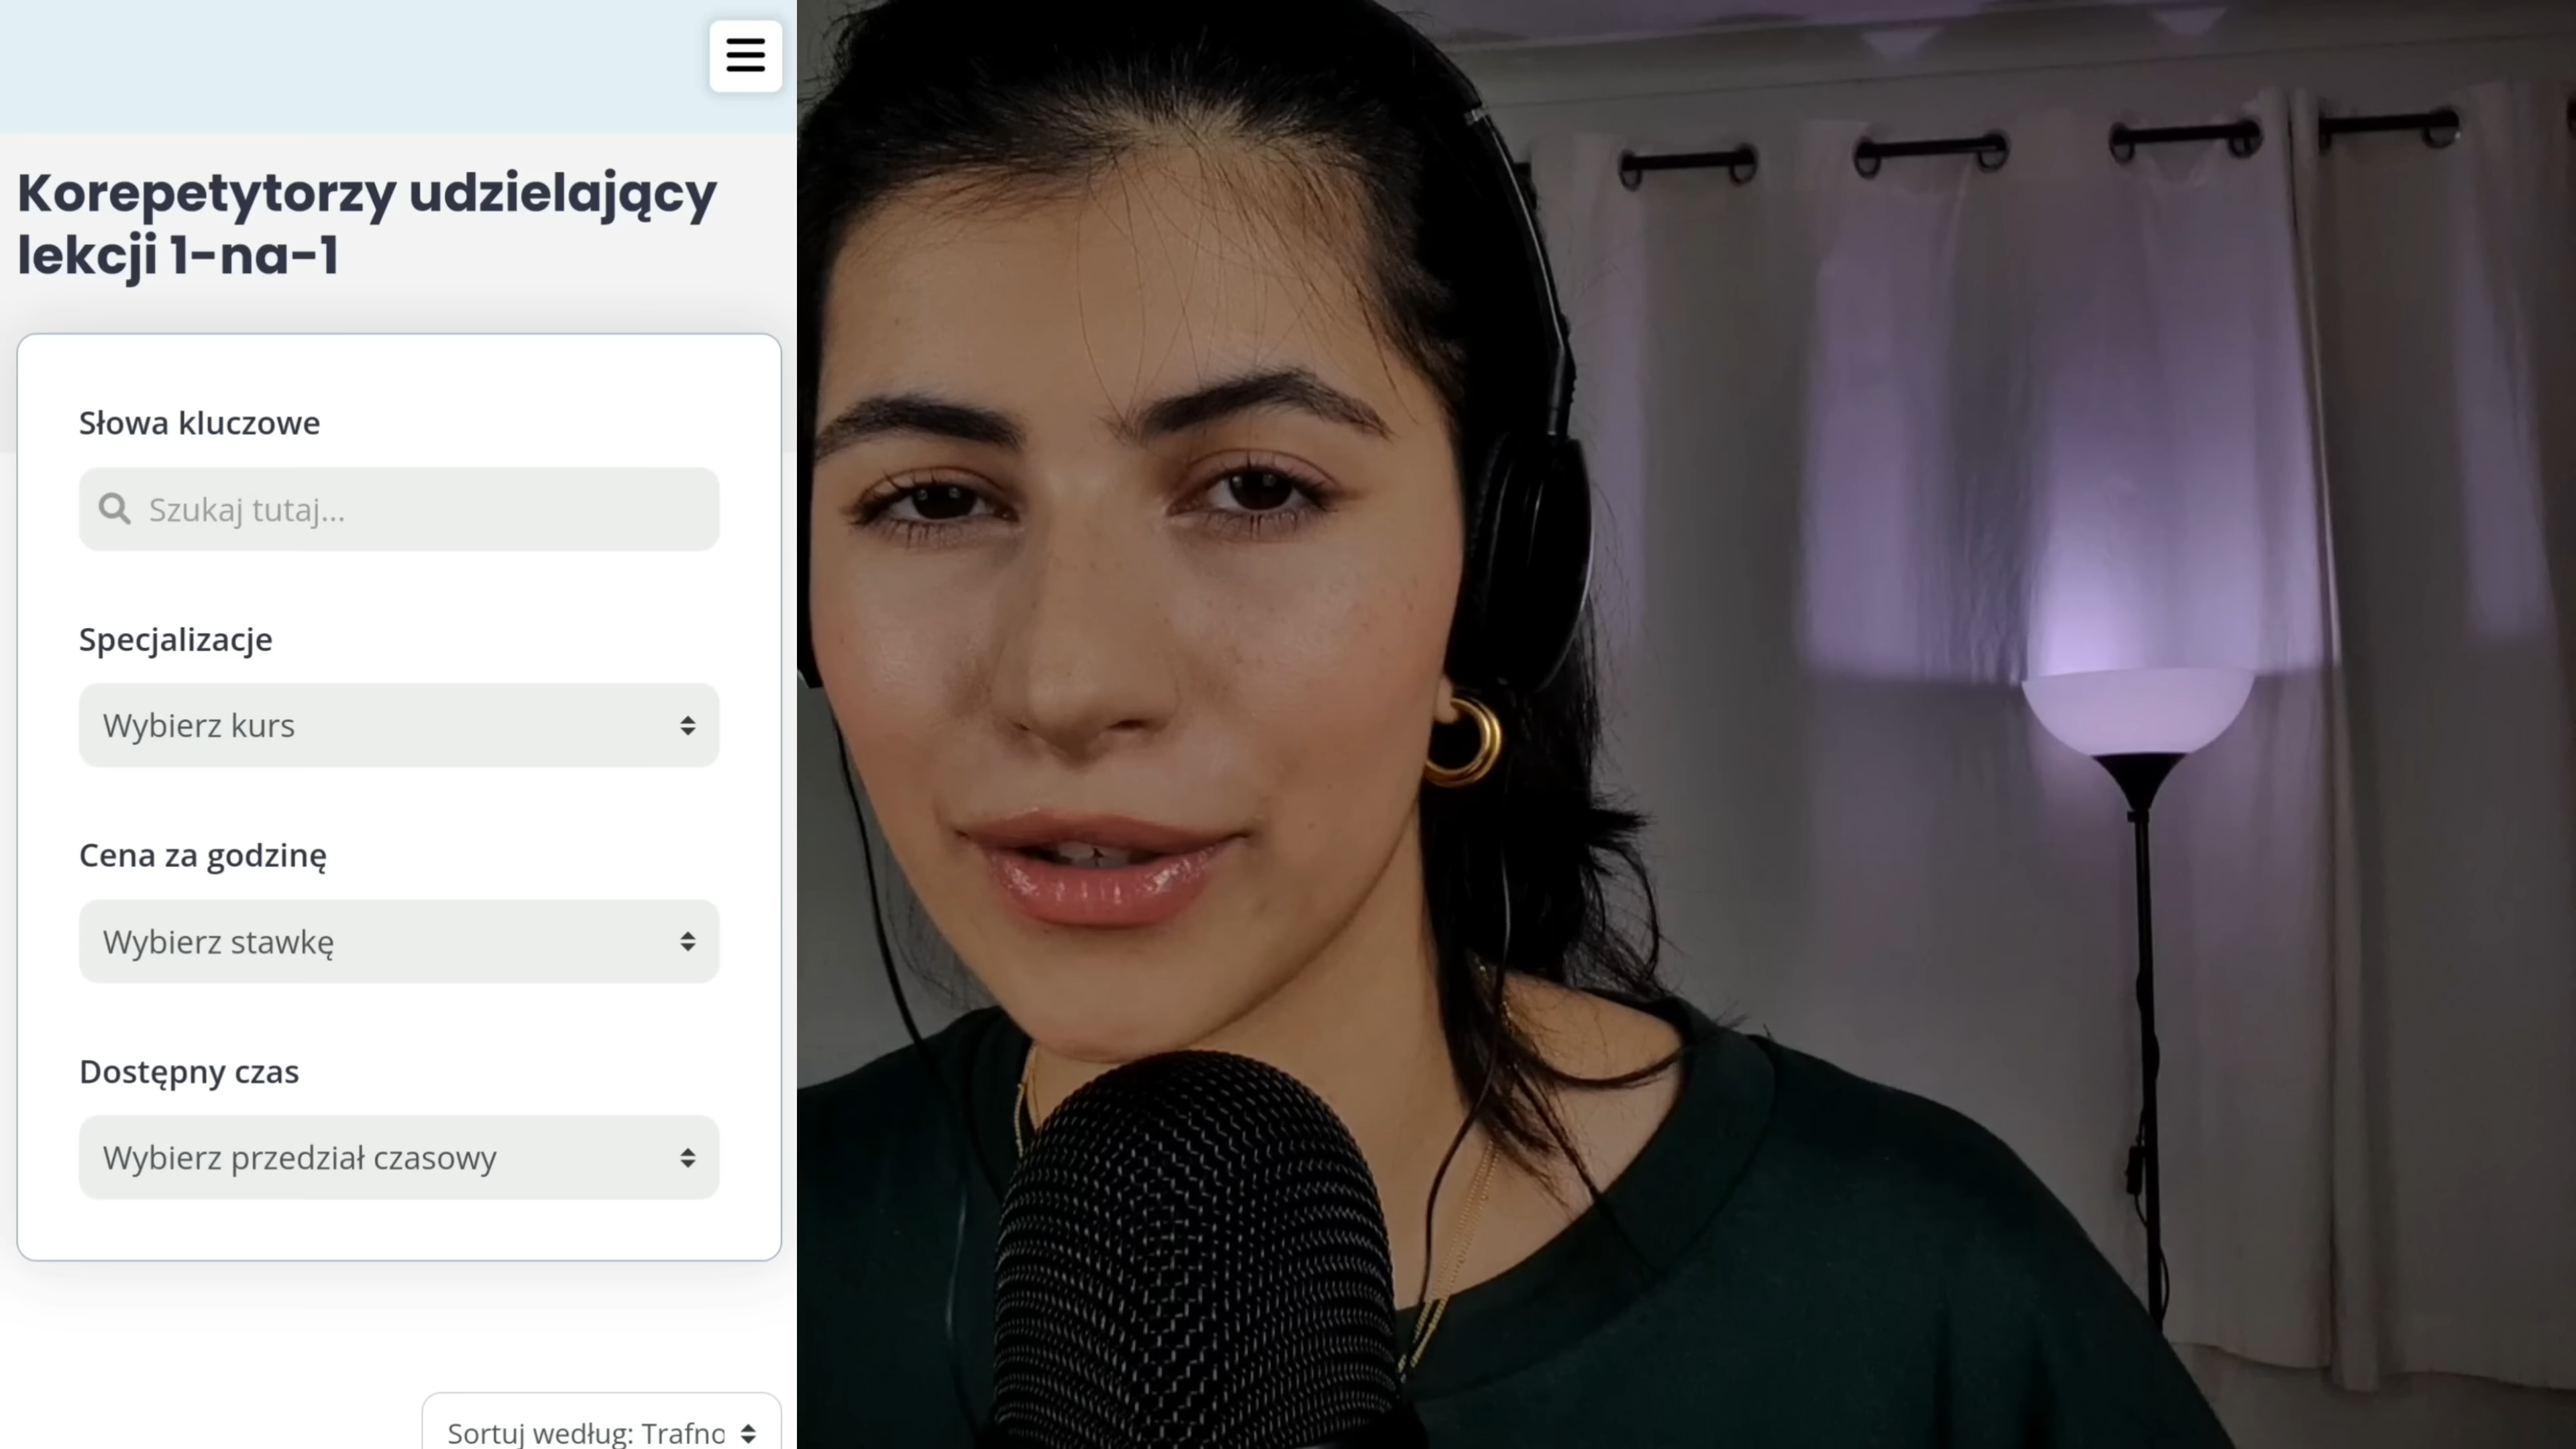 Korepetytorzy udzielający
lekcji 1-na-1
Słowa kluczowe
Szukaj tutaj...
Specjalizacje
Wybierz kurs
Cena za godzinę
Wybierz stawkę
Dostępny czas
Wybierz przedział czasowy
Sortuj według: Trafno